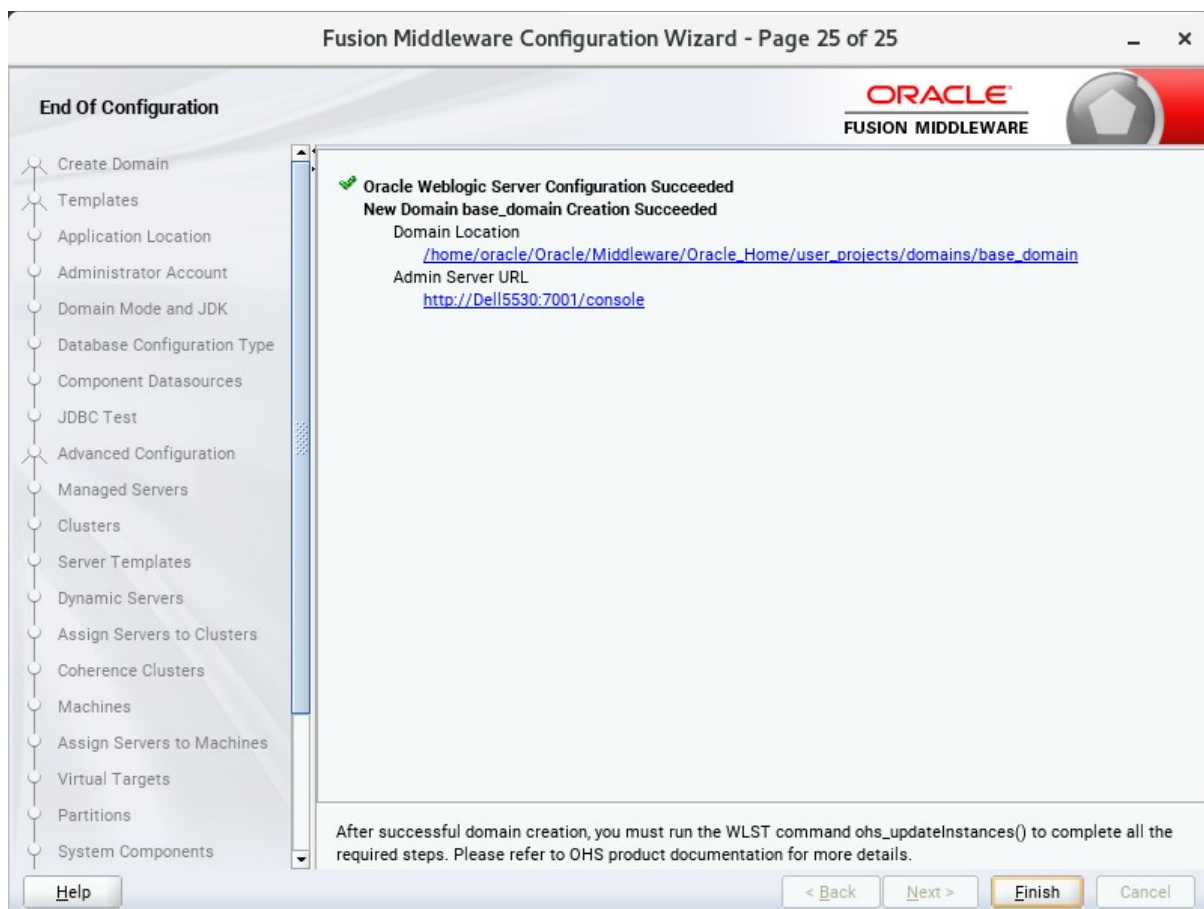 Fusion Middleware Configuration Wizard - Page 25 of 25
End Of Configuration
ORACLE
FUSION MIDDLEWARE
Create Domain
Templates
Application Location
Administrator Account
Domain Mode and JDK
Database Configuration Type
Component Datasources
JDBC Test
Advanced Configuration
Managed Servers
Clusters
Server Templates
Dynamic Servers
Assign Servers to Clusters
Coherence Clusters
Machines
Assign Servers to Machines
Virtual Targets
Partitions
System Components
Oracle Weblogic Server Configuration Succeeded
New Domain base_domain Creation Succeeded
Domain Location
/home/oracle/Oracle/Middleware/Oracle_Home/user_projects/domains/base_domain
Admin Server URL
http://Dell5530:7001/console
After successful domain creation, you must run the WLST command ohs_updateInstances() to complete all the
required steps. Please refer to OHS product documentation for more details.
Help
< Back
Next >
Finish
Cancel